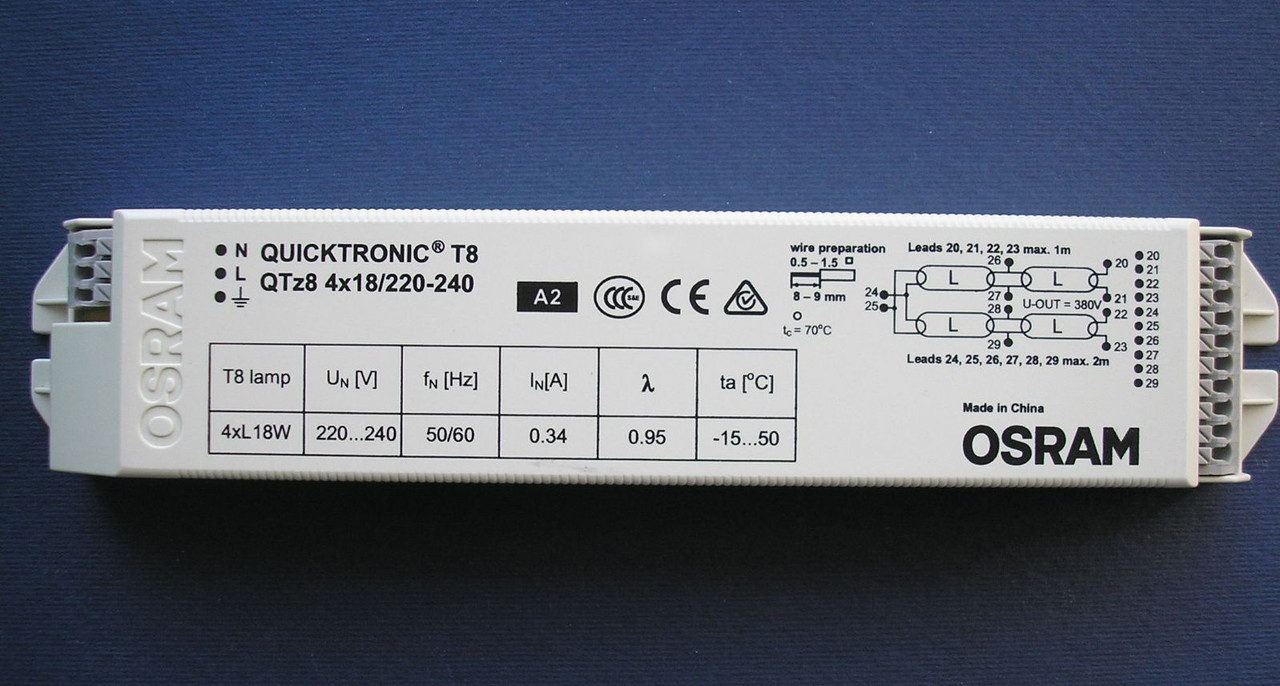 OSRAM
N
L
QUICKTRONIC® T8
QTz8 4x18/220-240
A2
CCC S&E
CE
wire preparation
0.5 – 1.5
8 – 9 mm
tc = 70°C
Leads 20, 21, 22, 23 max. 1m
26
20
L
L
24
25
27
21
28
U-OUT = 380V
22
L
L
29
23
Leads 24, 25, 26, 27, 28, 29 max. 2m
20
21
22
23
24
25
26
27
28
29
T8 lamp UN [V] fN [Hz] IN[A] λ ta [°C]
4xL18W 220...240 50/60 0.34 0.95 -15...50
Made in China
OSRAM